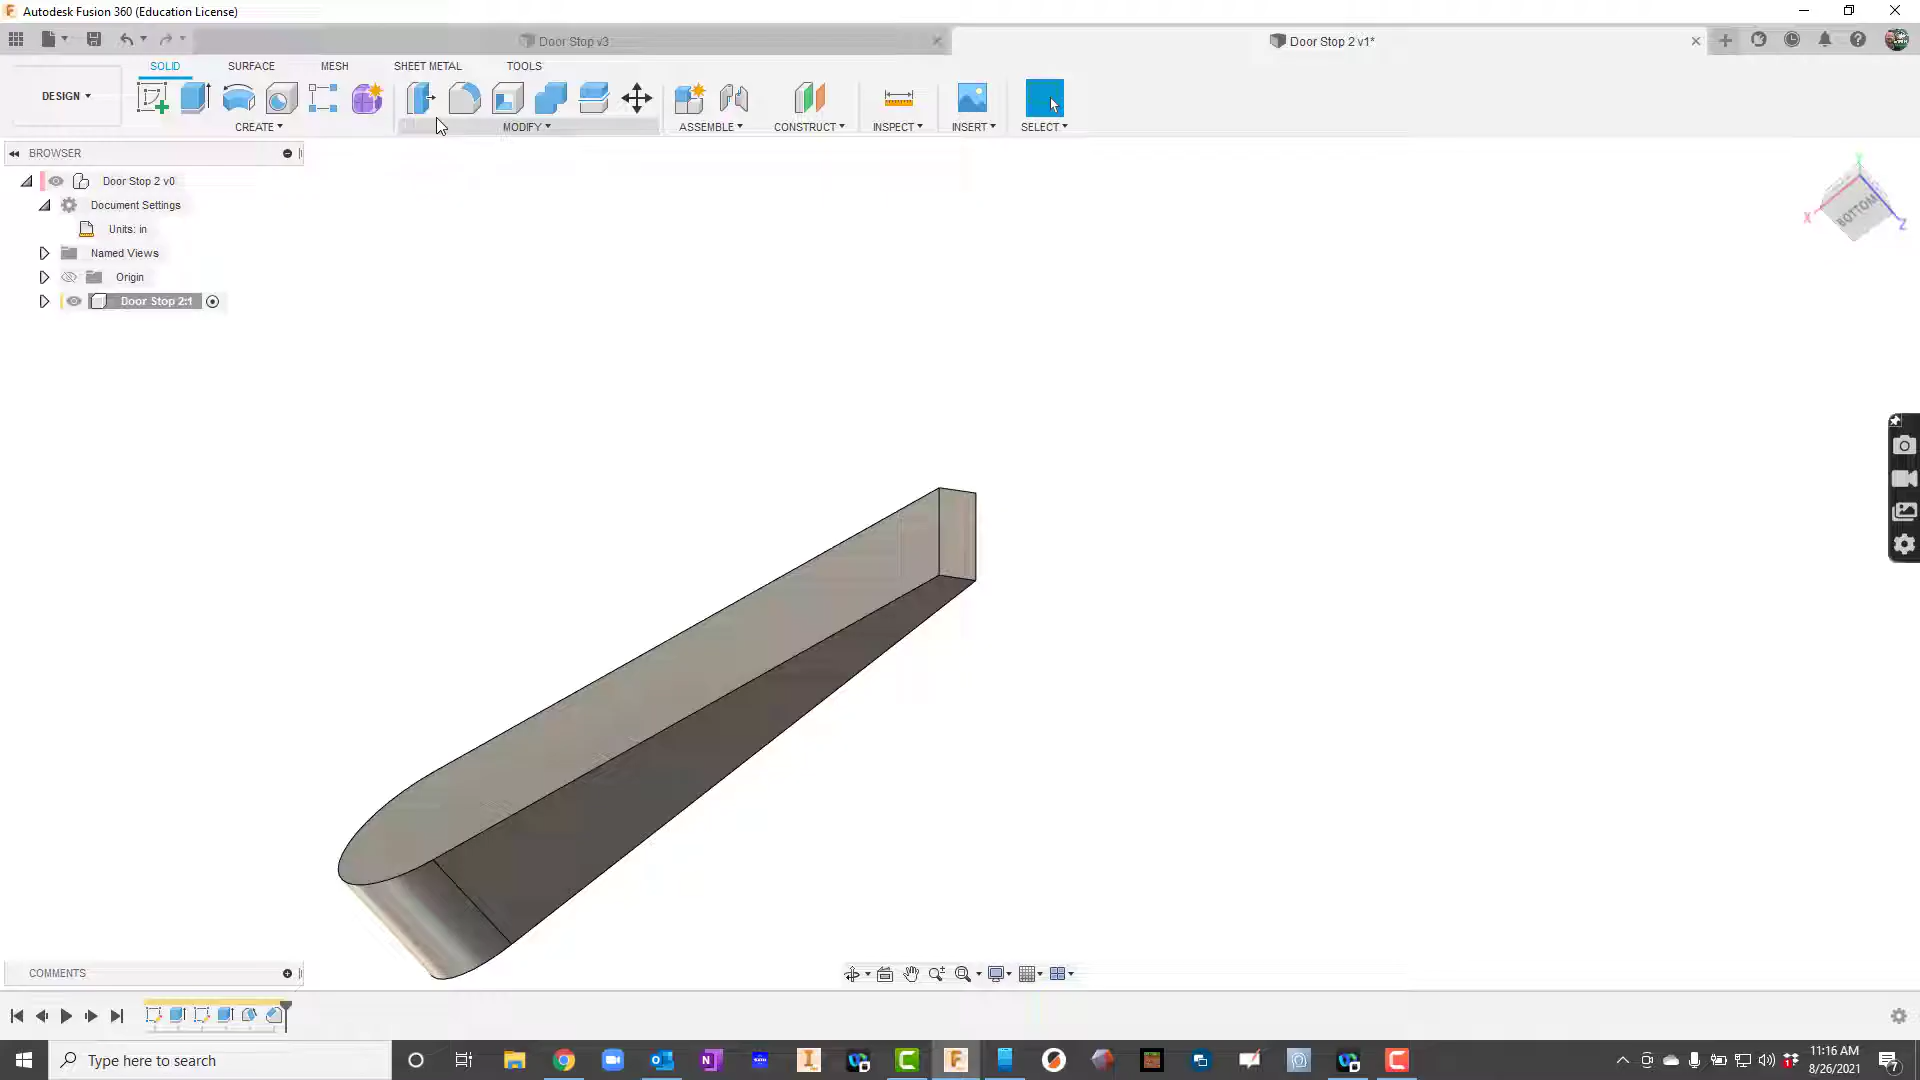 Autodesk Fusion 360 (Education License)
Door Stop v3
Door Stop 2 v1*
SOLID
SURFACE
MESH
SHEET METAL
TOOLS
DESIGN
CREATE
MODIFY
ASSEMBLE
CONSTRUCT
INSPECT
INSERT
SELECT
BROWSER
Door Stop 2 v0
Document Settings
Units: in
Named Views
Origin
Door Stop 2:1
BOTTOM
X
Z
COMMENTS
Type here to search
11:16 AM
8/26/2021